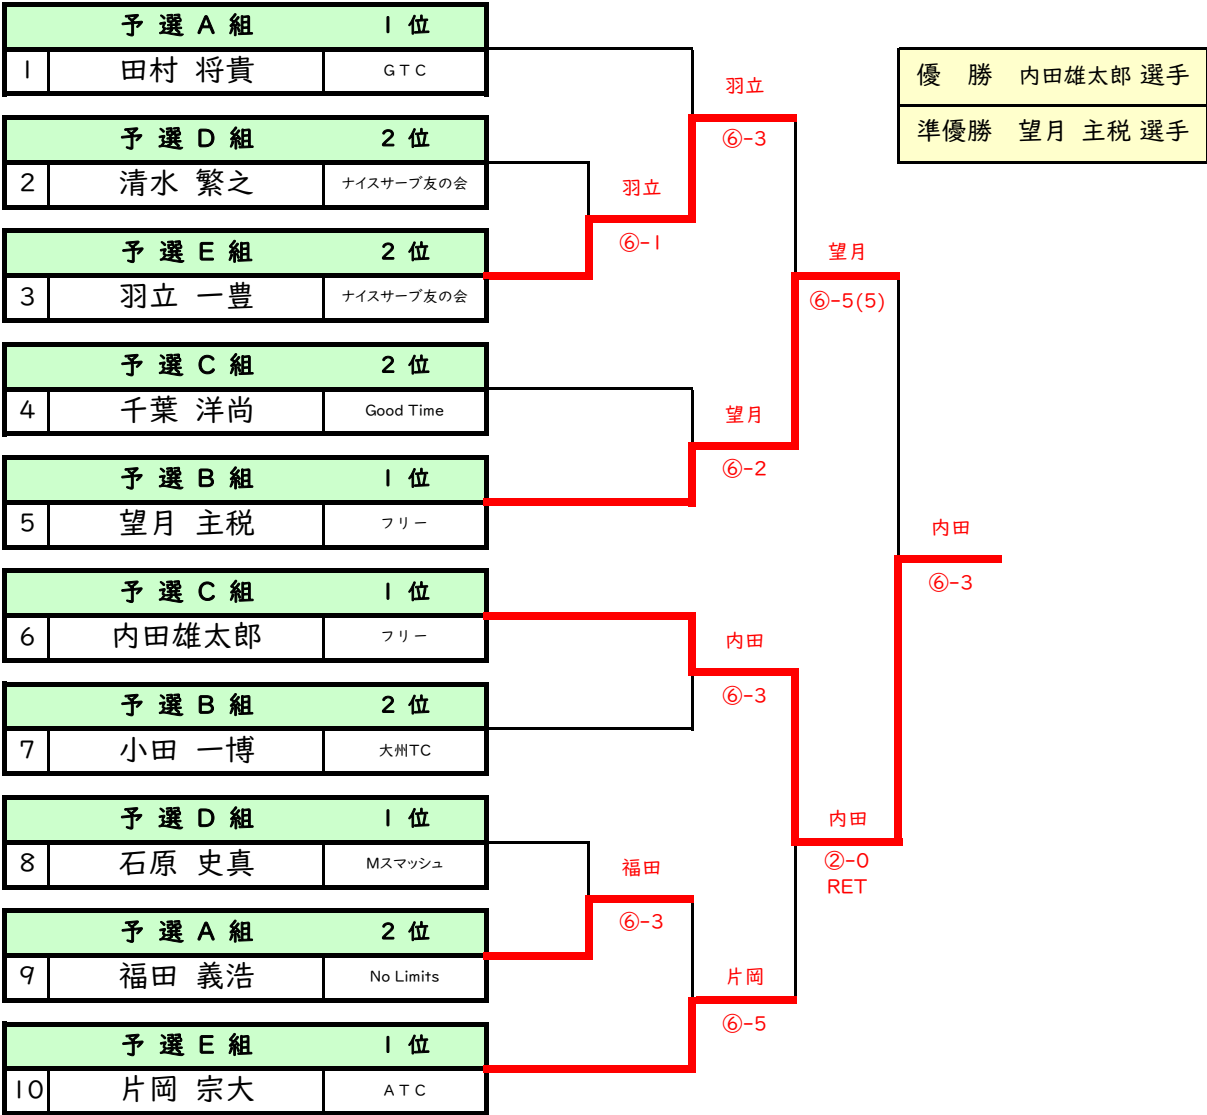 予 選 A 組 1 位
1 田村 将貴 GTC
予 選 D 組 2 位
2 清水 繁之 ナイスサーブ友の会
予 選 E 組 2 位
3 羽立 一豊 ナイスサーブ友の会
予 選 C 組 2 位
4 千葉 洋尚 Good Time
予 選 B 組 1 位
5 望月 主税 フリー
予 選 C 組 1 位
6 内田雄太郎 フリー
予 選 B 組 2 位
7 小田 一博 大州TC
予 選 D 組 1 位
8 石原 史真 Mスマッシュ
予 選 A 組 2 位
9 福田 義浩 No Limits
予 選 E 組 1 位
10 片岡 宗大 ATC
羽立
⑥-1
福田
⑥-3
羽立
⑥-3
望月
⑥-2
内田
⑥-3
片岡
⑥-5
望月
⑥-5(5)
内田
②-0
RET
内田
⑥-3
優 勝 内田雄太郎 選手
準優勝 望月 主税 選手